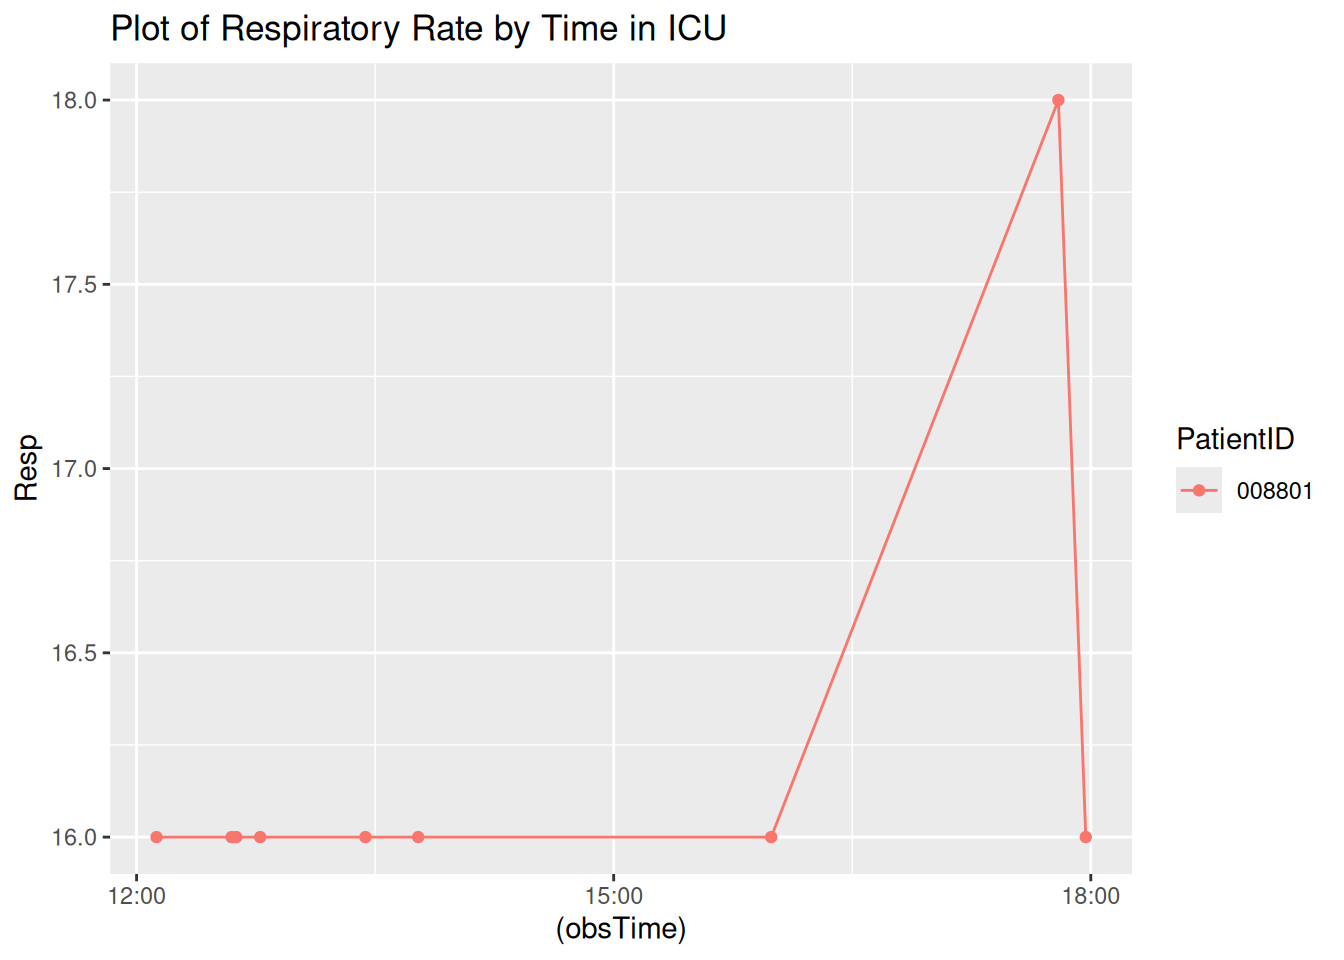 Plot of Respiratory Rate by Time in ICU
18.0
17.5
17.0
16.5
16.0
Resp
12:00 15:00 18:00
(obsTime)
PatientID
008801